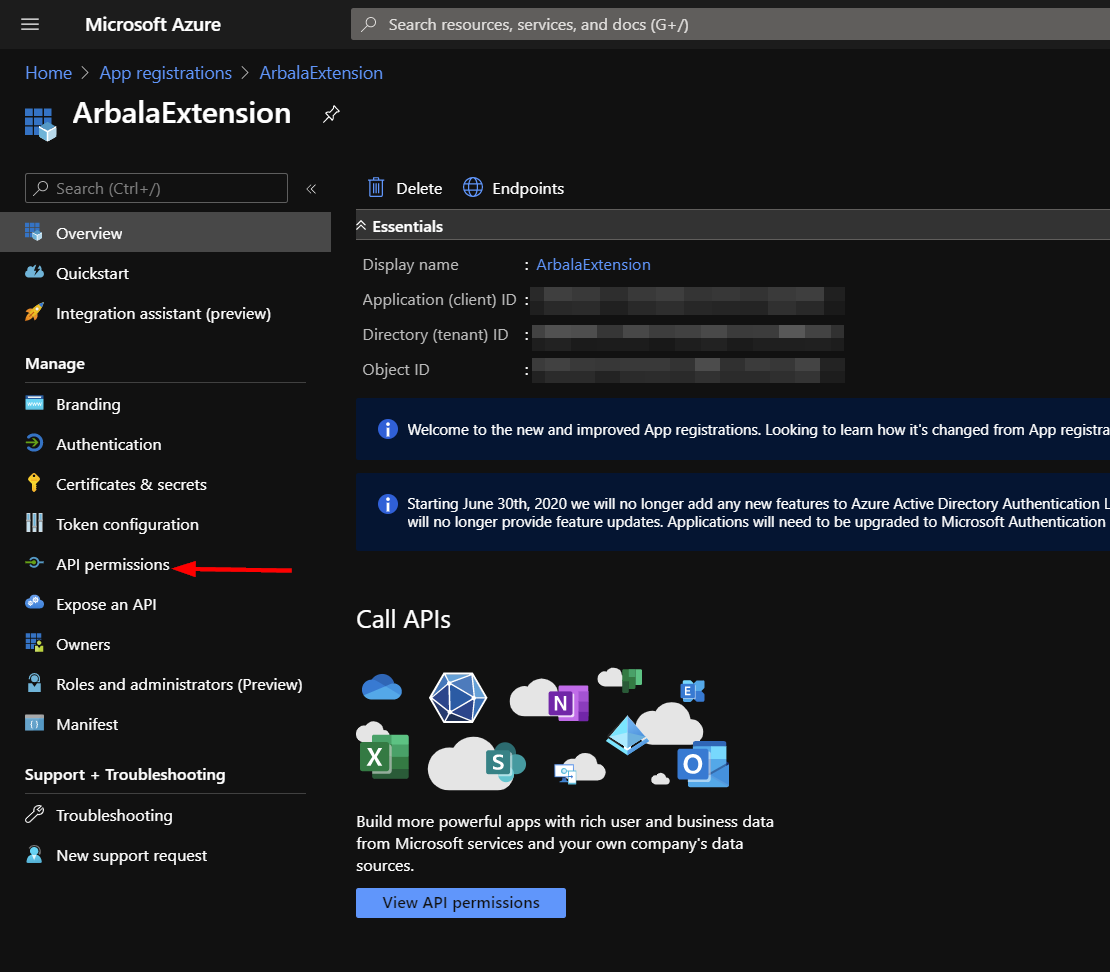 Microsoft Azure
Search resources, services, and docs (G+/)
Home > App registrations > ArbalaExtension
ArbalaExtension
Search (Ctrl+/)
«
Delete
Endpoints
Essentials
Overview
Quickstart
Integration assistant (preview)
Manage
Branding
Authentication
Certificates & secrets
Token configuration
API permissions
Expose an API
Owners
Roles and administrators (Preview)
Manifest
Support + Troubleshooting
Troubleshooting
New support request
Display name : ArbalaExtension
Application (client) ID :
Directory (tenant) ID :
Object ID :
Welcome to the new and improved App registrations. Looking to learn how it's changed from App registra
Starting June 30th, 2020 we will no longer add any new features to Azure Active Directory Authentication L
will no longer provide feature updates. Applications will need to be upgraded to Microsoft Authentication
Call APIs
N
E
X
S
O
Build more powerful apps with rich user and business data
from Microsoft services and your own company's data
sources.
View API permissions